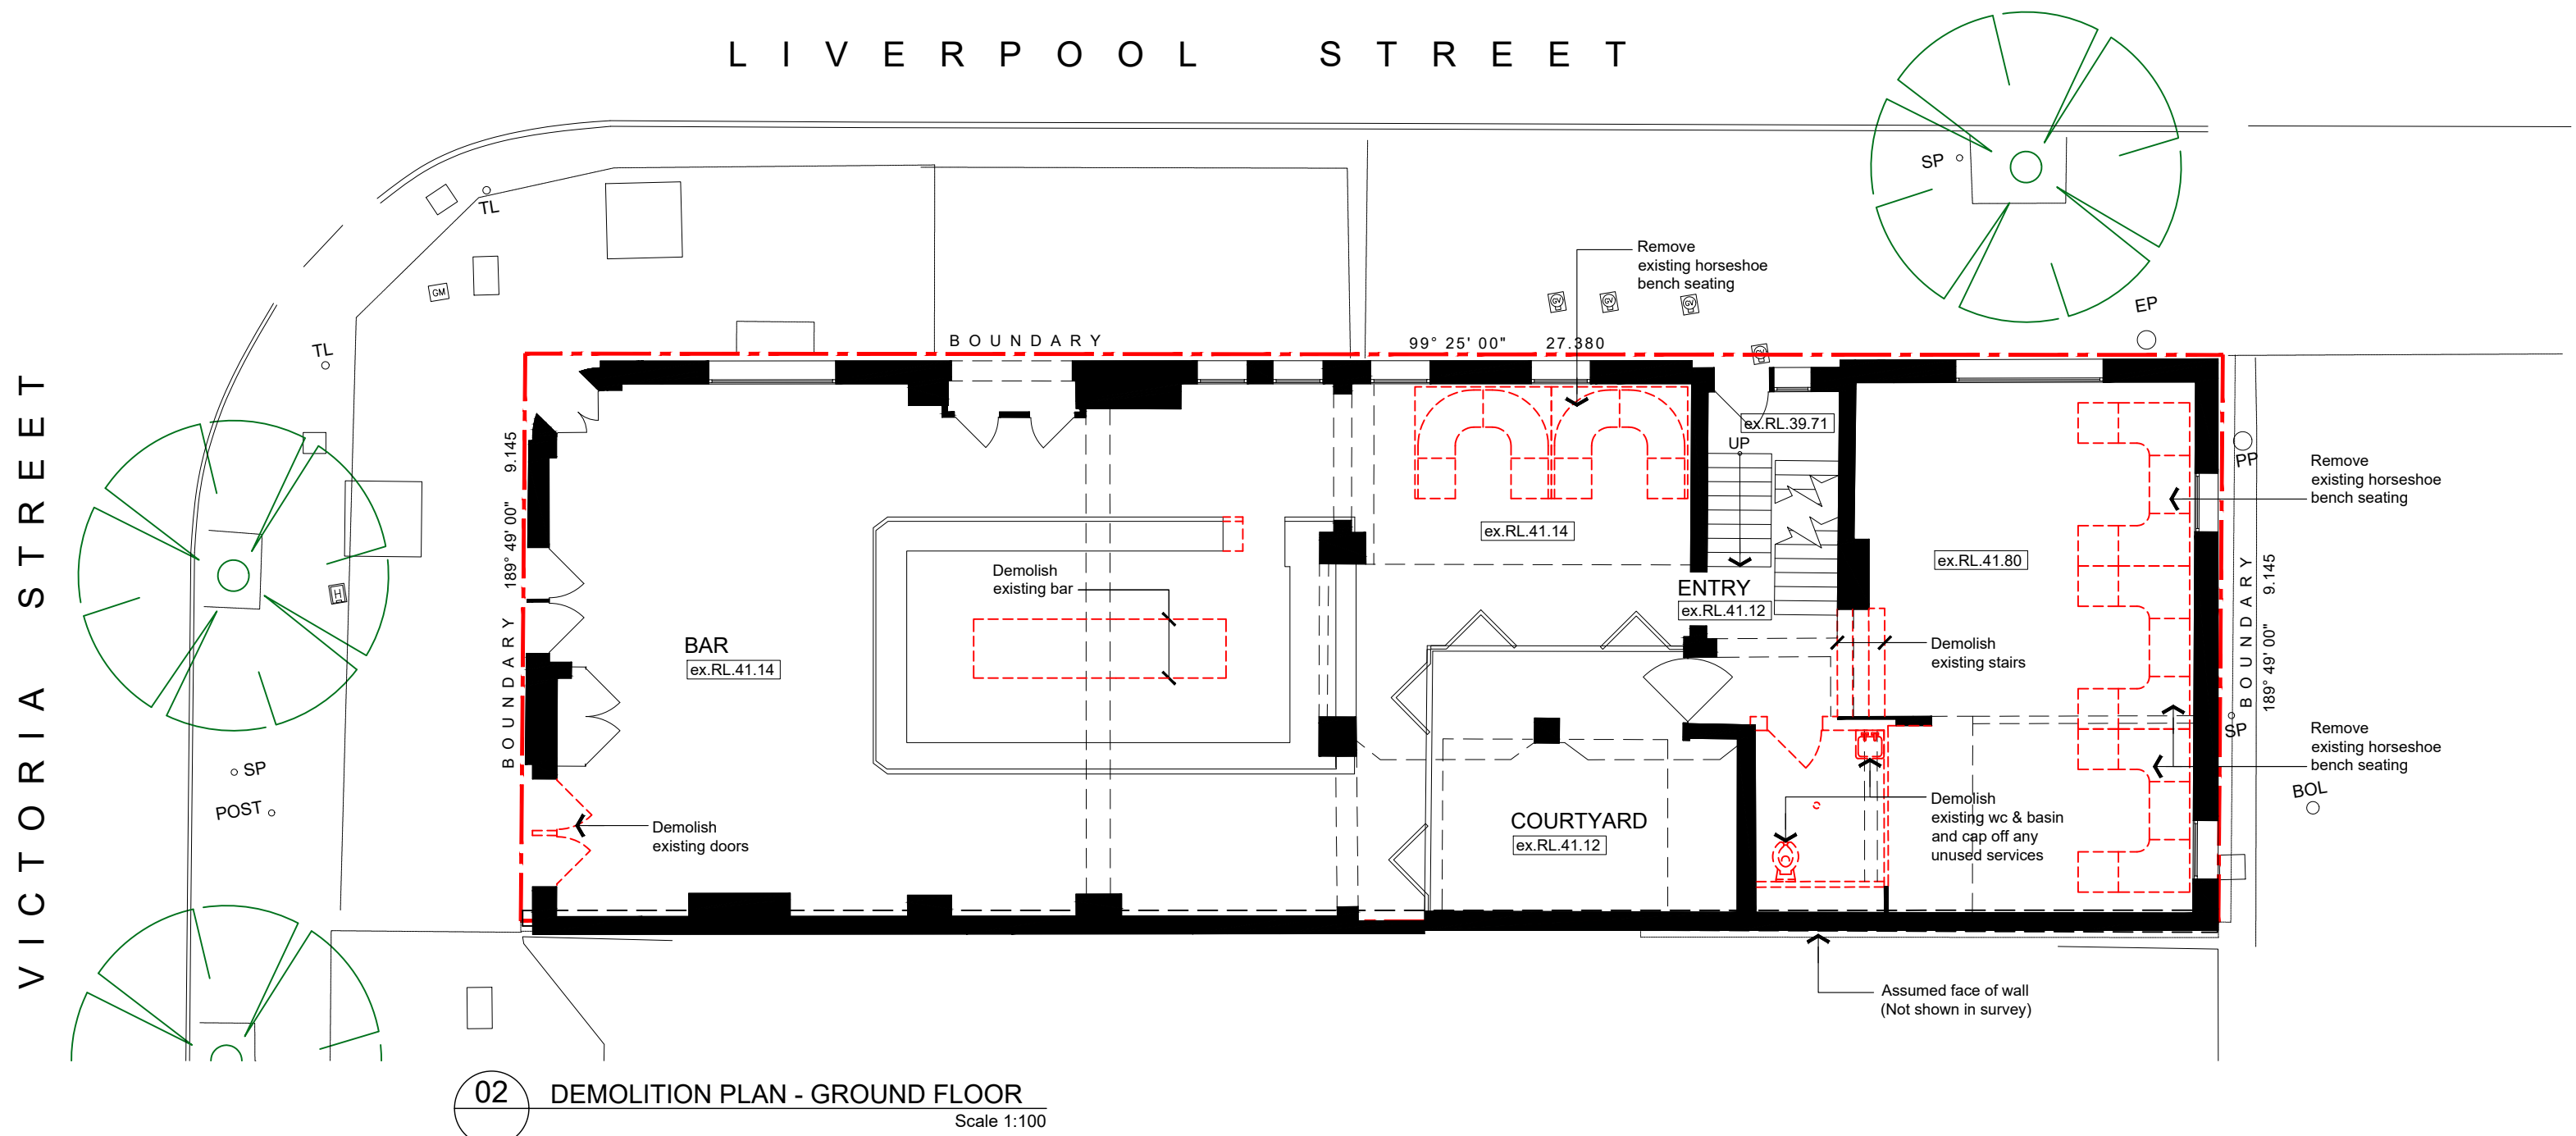 LIVERPOOL STREET
VICTORIA STREET
SP
EP
TL
TL
GM
GV
GV
GV
GV
Remove
existing horseshoe
bench seating
BOUNDARY
99° 25' 00"
27.380
9.145
189° 49' 00"
BOUNDARY
ex.RL.39.71
UP
PP
Remove
existing horseshoe
bench seating
ex.RL.41.14
ex.RL.41.80
Demolish
existing bar
H
ENTRY
ex.RL.41.12
BOUNDARY
189° 49' 00"
9.145
BAR
ex.RL.41.14
Demolish
existing stairs
SP
Remove
existing horseshoe
bench seating
SP
POST
BOL
COURTYARD
ex.RL.41.12
Demolish
existing wc & basin
and cap off any
unused services
Demolish
existing doors
Assumed face of wall
(Not shown in survey)
02
DEMOLITION PLAN - GROUND FLOOR
Scale 1:100